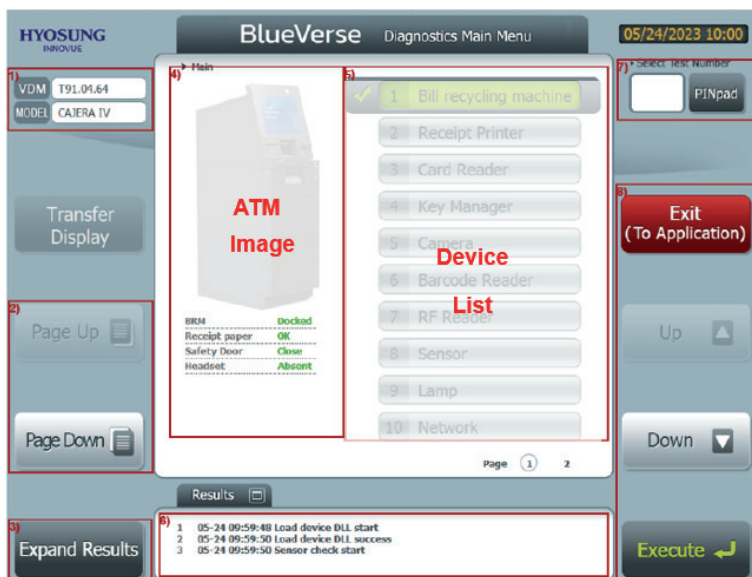 HYOSUNG
INNOVUE
BlueVerse Diagnostics Main Menu
05/24/2023 10:00
1)
VDM T91.04.64
MODEL CAJERA IV
Transfer
Display
2)
Page Up
Page Down
3)
Expand Results
4) Main
ATM
Image
BRM Docked
Receipt paper OK
Safety Door Close
Headset Absent
5)
1 Bill recycling machine
2 Receipt Printer
3 Card Reader
4 Key Manager
5 Camera
6 Barcode Reader
7 RF Reader
8 Sensor
9 Lamp
10 Network
Device
List
Page 1 2
Results
6)
1 05-24 09:59:48 Load device DLL start
2 05-24 09:59:50 Load device DLL success
3 05-24 09:59:50 Sensor check start
7) Select Test Number
PINpad
8)
Exit
(To Application)
Up
Down
Execute